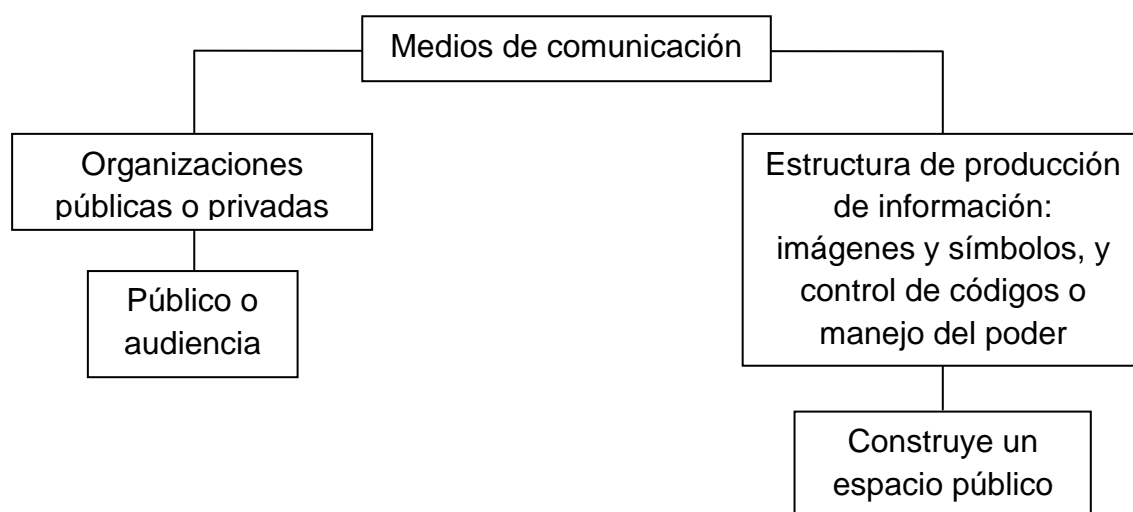 Medios de comunicación
Organizaciones
públicas o privadas
Público o
audiencia
Estructura de producción
de información:
imágenes y símbolos, y
control de códigos o
manejo del poder
Construye un
espacio público